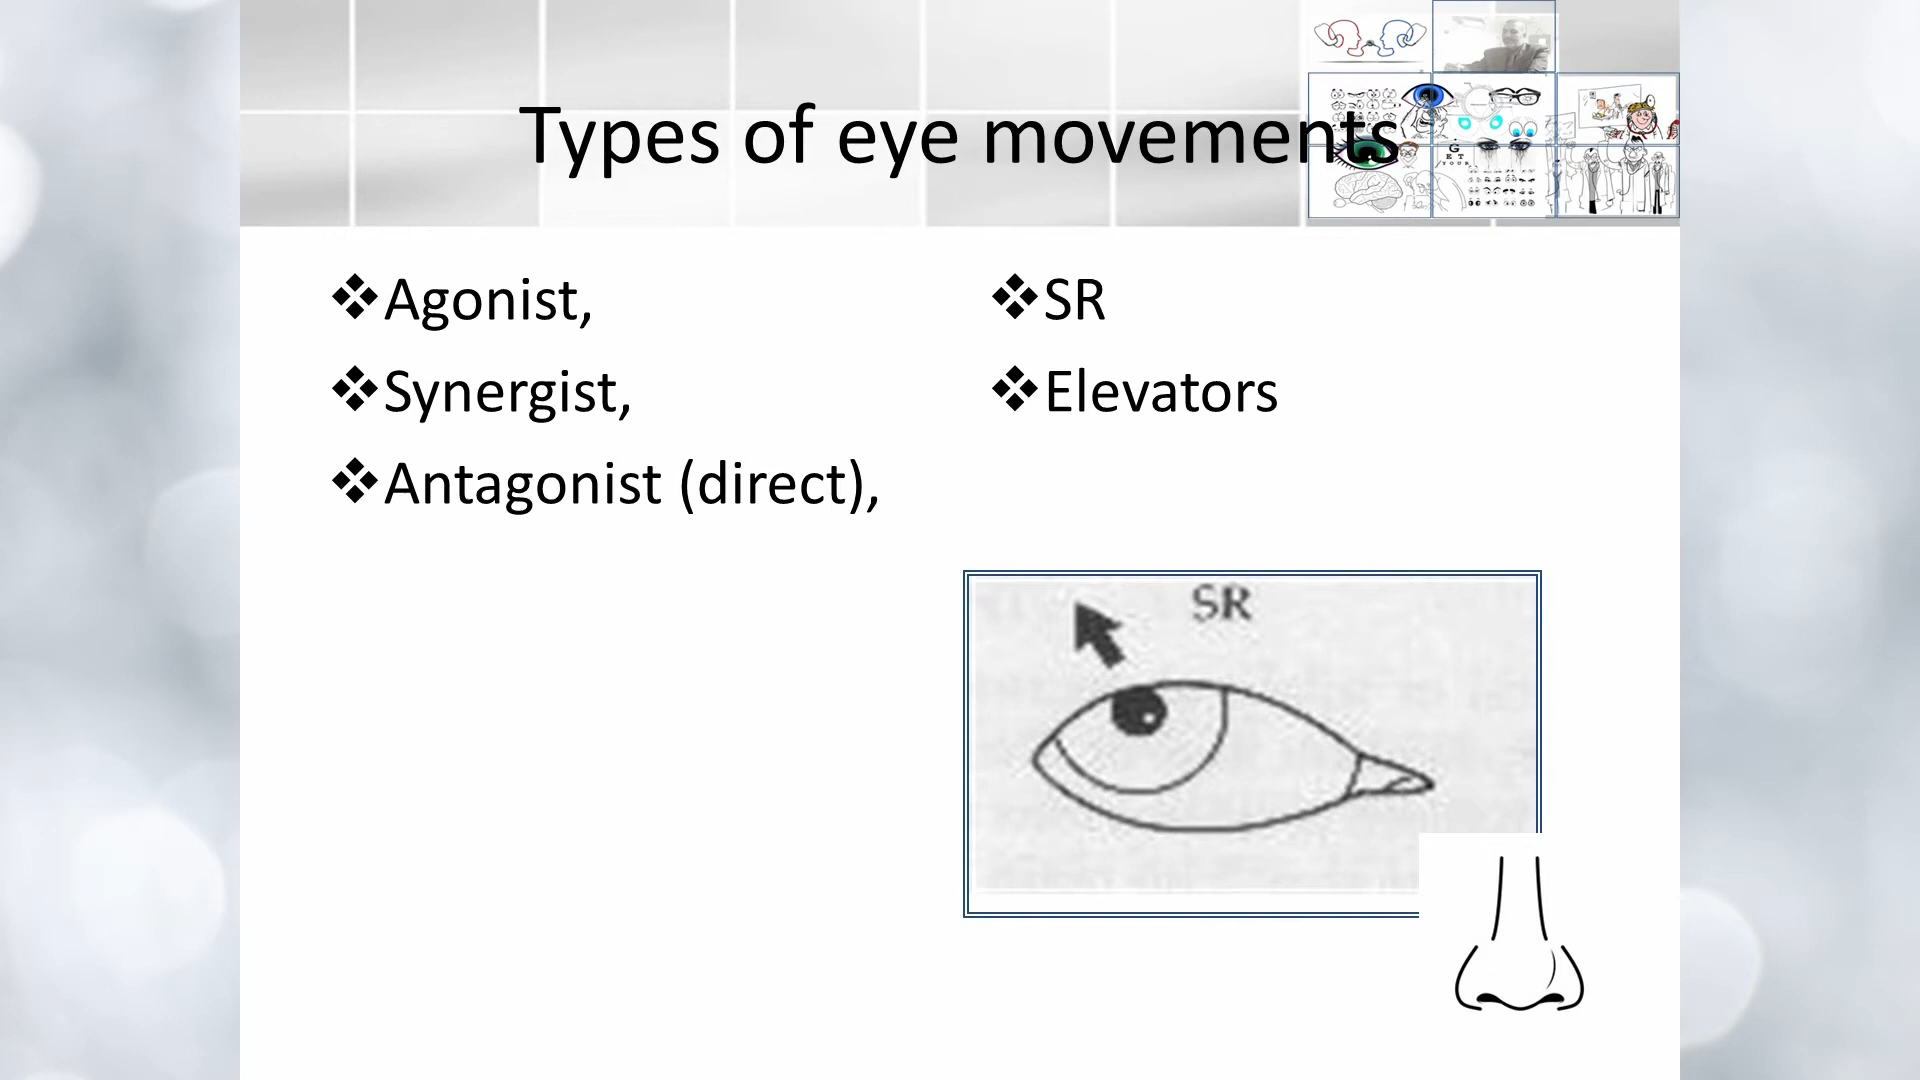 Types of eye movements
G
E T
Y O U R
❖Agonist,
❖Synergist,
❖Antagonist (direct),
❖SR
❖Elevators
SR